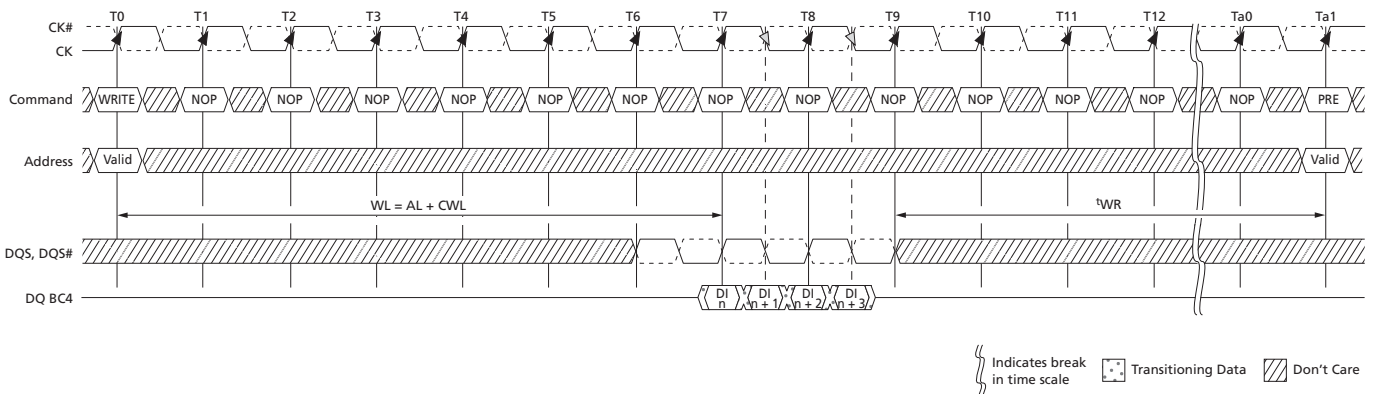 T0 T1 T2 T3 T4 T5 T6 T7 T8 T9 T10 T11 T12 Ta0 Ta1
CK#
CK
Command WRITE NOP NOP NOP NOP NOP NOP NOP NOP NOP NOP NOP NOP NOP PRE
Address Valid Valid
WL = AL + CWL tWR
DQS, DQS#
DQ BC4 DI n DI n + 1 DI n + 2 DI n + 3
Indicates break in time scale
Transitioning Data
Don't Care